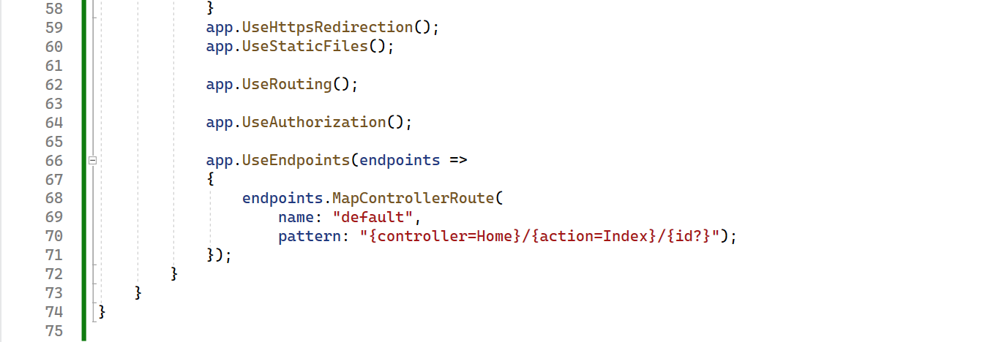 58 }
59 app.UseHttpsRedirection();
60 app.UseStaticFiles();
61
62 app.UseRouting();
63
64 app.UseAuthorization();
65
66 app.UseEndpoints(endpoints =>
67 {
68 endpoints.MapControllerRoute(
69 name: "default",
70 pattern: "{controller=Home}/{action=Index}/{id?}");
71 });
72 }
73 }
74 }
75